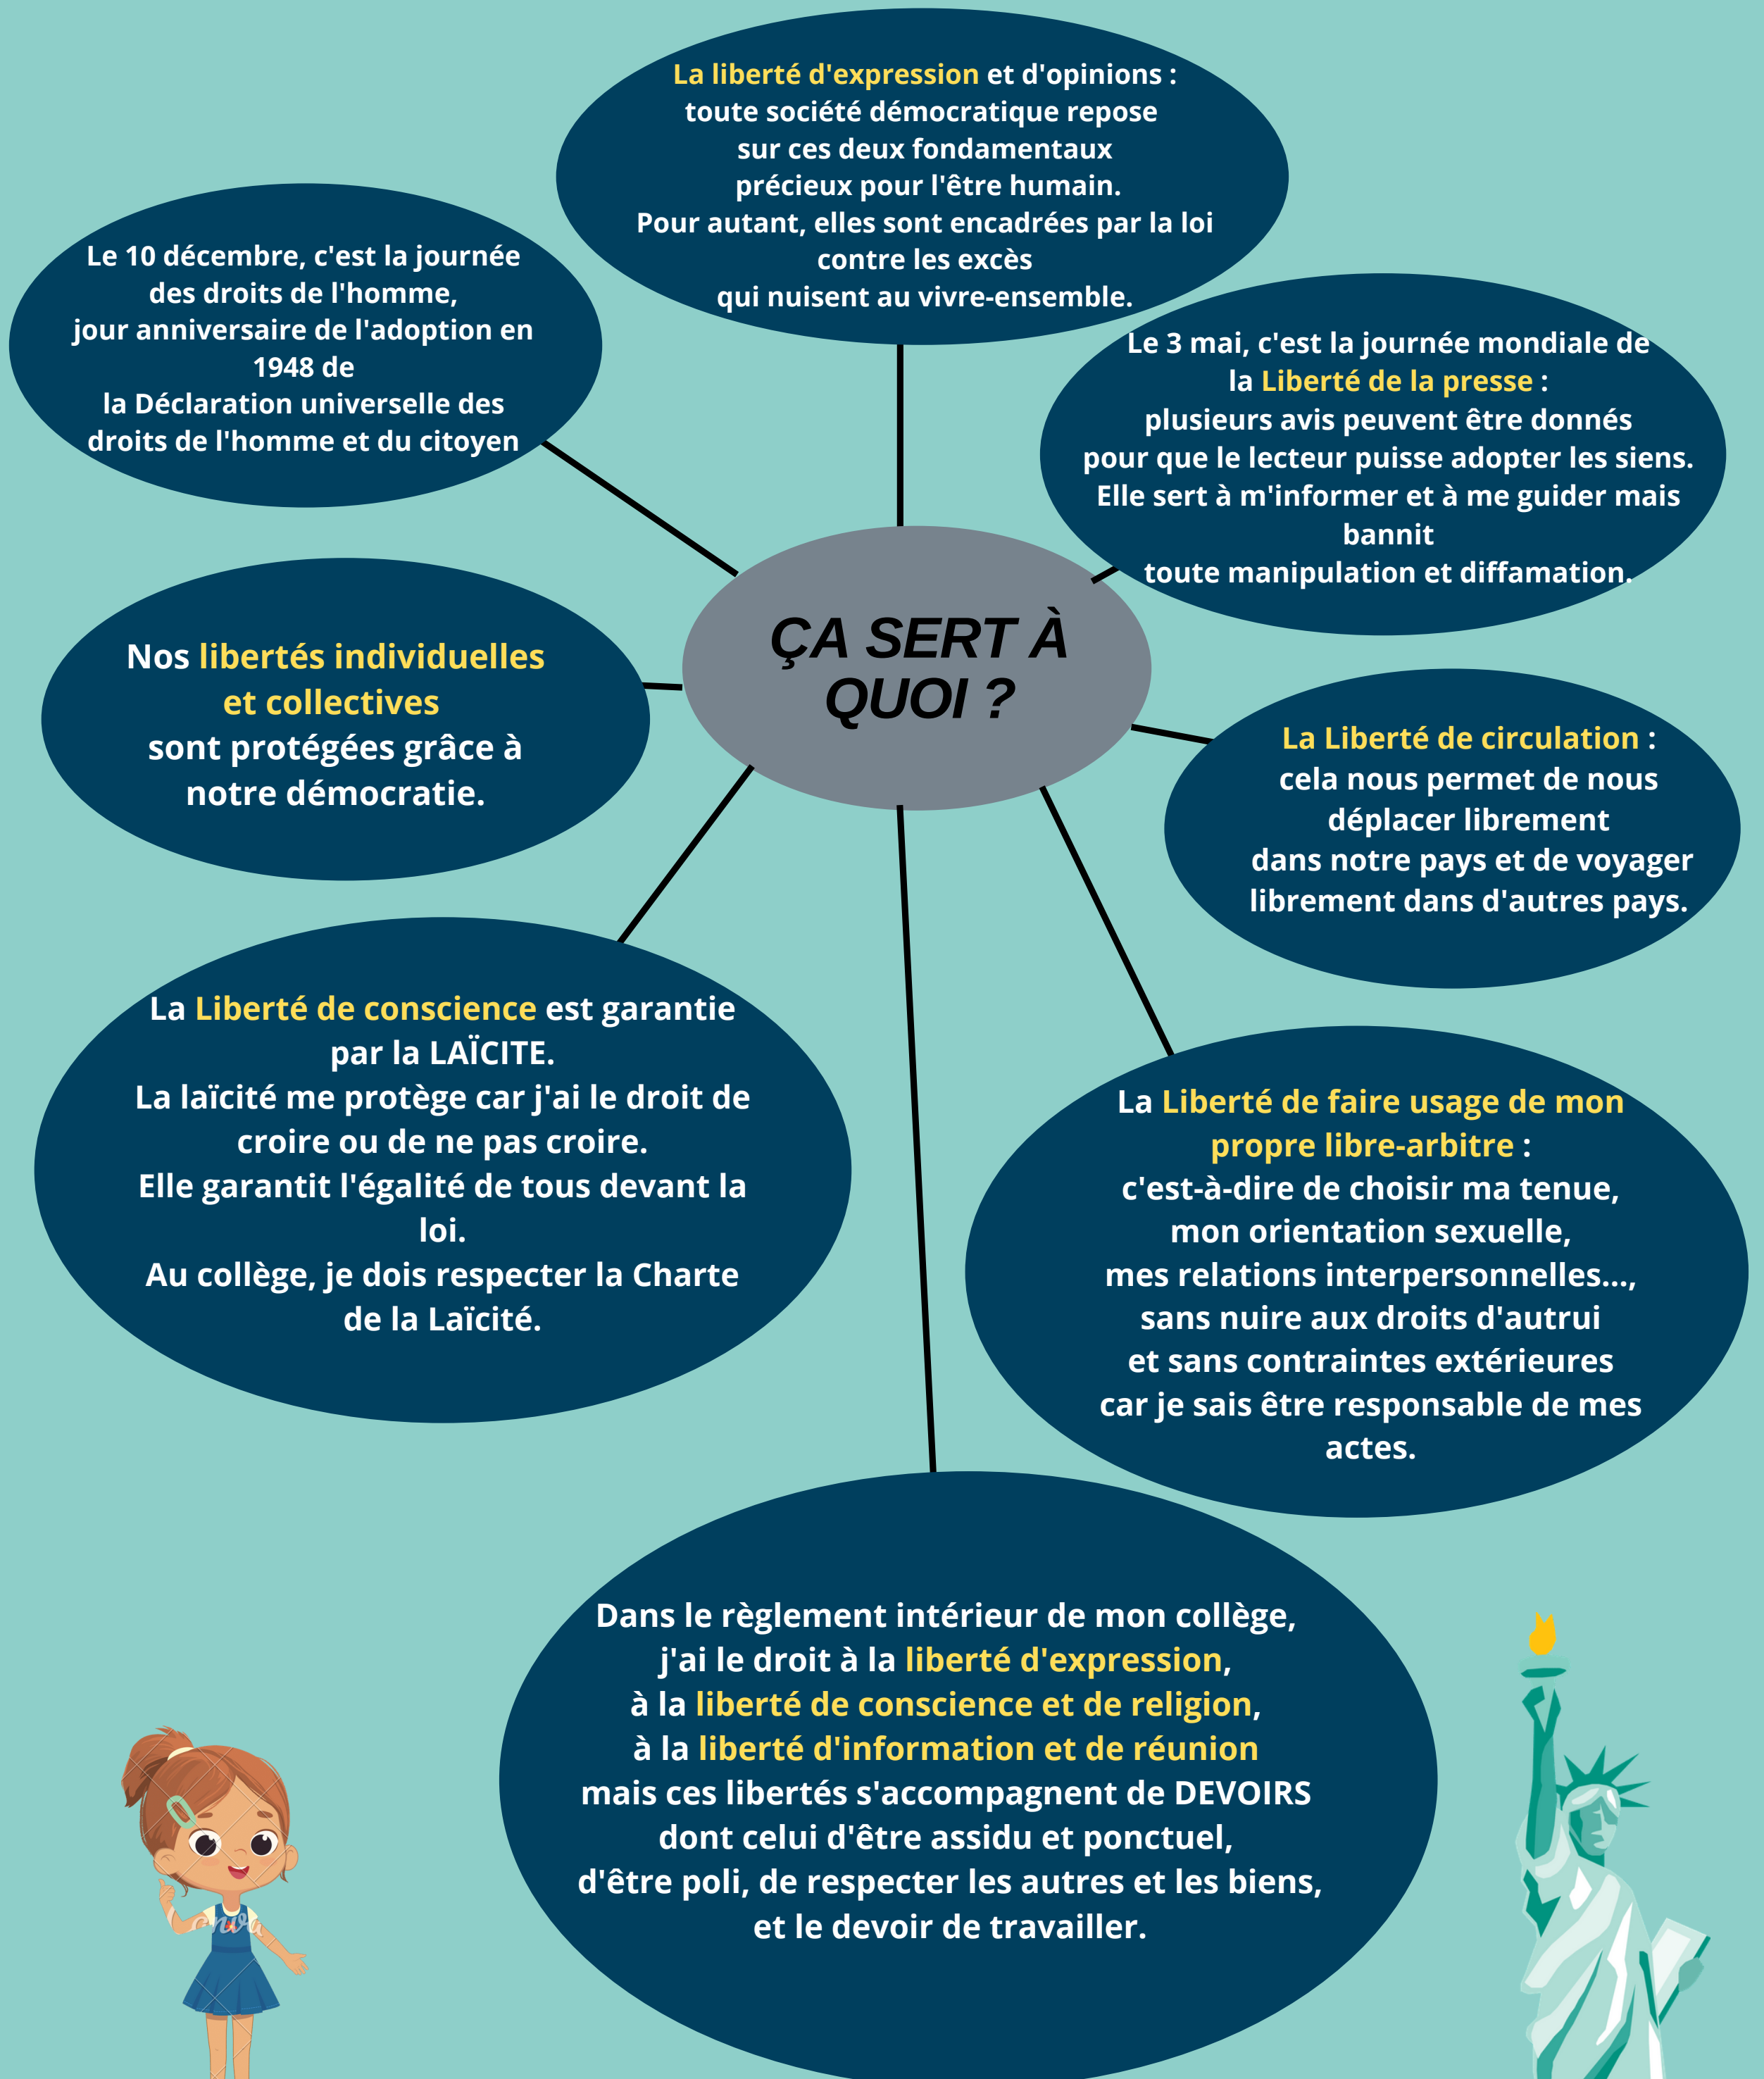 La liberté d'expression et d'opinions :
toute société démocratique repose
sur ces deux fondamentaux
précieux pour l'être humain.
Pour autant, elles sont encadrées par la loi
contre les excès
qui nuisent au vivre-ensemble.
Le 10 décembre, c'est la journée
des droits de l'homme,
jour anniversaire de l'adoption en
1948 de
la Déclaration universelle des
droits de l'homme et du citoyen
Le 3 mai, c'est la journée mondiale de
la Liberté de la presse :
plusieurs avis peuvent être donnés
pour que le lecteur puisse adopter les siens.
Elle sert à m'informer et à me guider mais
bannit
toute manipulation et diffamation.
ÇA SERT À
QUOI ?
Nos libertés individuelles
et collectives
sont protégées grâce à
notre démocratie.
La Liberté de circulation :
cela nous permet de nous
déplacer librement
dans notre pays et de voyager
librement dans d'autres pays.
La Liberté de conscience est garantie
par la LAÏCITE.
La laïcité me protège car j'ai le droit de
croire ou de ne pas croire.
Elle garantit l'égalité de tous devant la
loi.
Au collège, je dois respecter la Charte
de la Laïcité.
La Liberté de faire usage de mon
propre libre-arbitre :
c'est-à-dire de choisir ma tenue,
mon orientation sexuelle,
mes relations interpersonnelles...,
sans nuire aux droits d'autrui
et sans contraintes extérieures
car je sais être responsable de mes
actes.
Dans le règlement intérieur de mon collège,
j'ai le droit à la liberté d'expression,
à la liberté de conscience et de religion,
à la liberté d'information et de réunion
mais ces libertés s'accompagnent de DEVOIRS
dont celui d'être assidu et ponctuel,
d'être poli, de respecter les autres et les biens,
et le devoir de travailler.
Canva